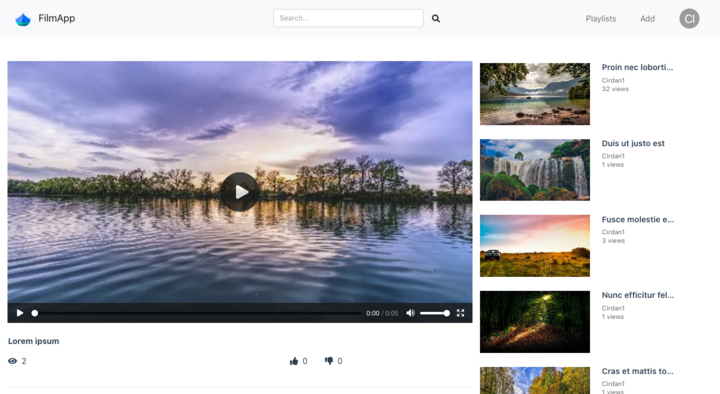 FilmApp
Search...
Playlists
Add
CI
0:00 / 0:05
Lorem ipsum
2
0
0
Proin nec loborti...
Cirdan1
32 views
Duis ut justo est
Cirdan1
1 views
Fusce molestie e...
Cirdan1
3 views
Nunc efficitur fel...
Cirdan1
1 views
Cras et mattis to...
Cirdan1
1 views